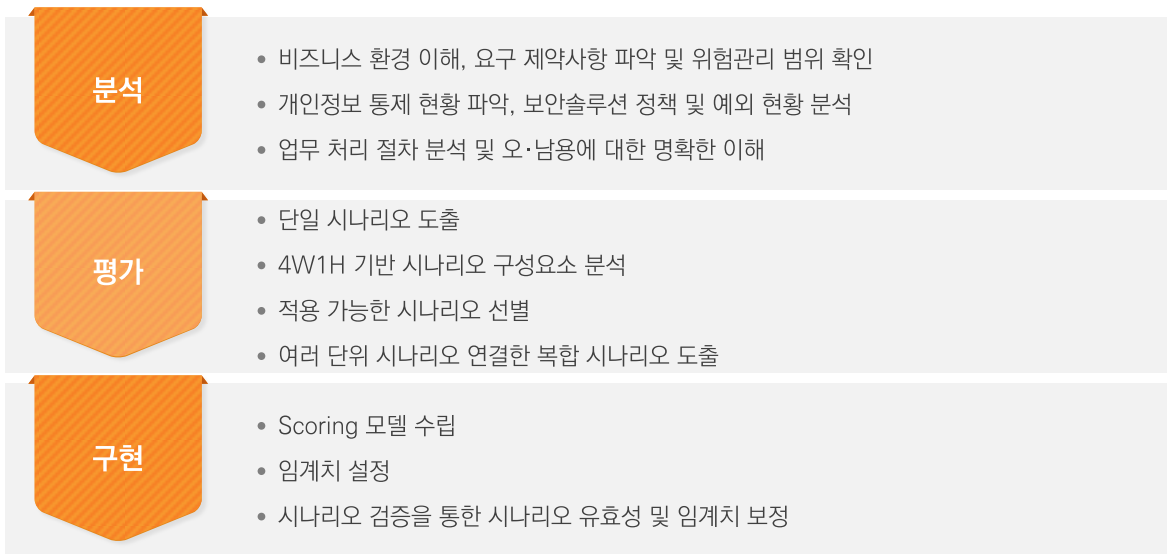 분석
• 비즈니스 환경 이해, 요구 제약사항 파악 및 위험관리 범위 확인
• 개인정보 통제 현황 파악, 보안솔루션 정책 및 예외 현황 분석
• 업무 처리 절차 분석 및 오·남용에 대한 명확한 이해
평가
• 단일 시나리오 도출
• 4W1H 기반 시나리오 구성요소 분석
• 적용 가능한 시나리오 선별
• 여러 단위 시나리오 연결한 복합 시나리오 도출
구현
• Scoring 모델 수립
• 임계치 설정
• 시나리오 검증을 통한 시나리오 유효성 및 임계치 보정